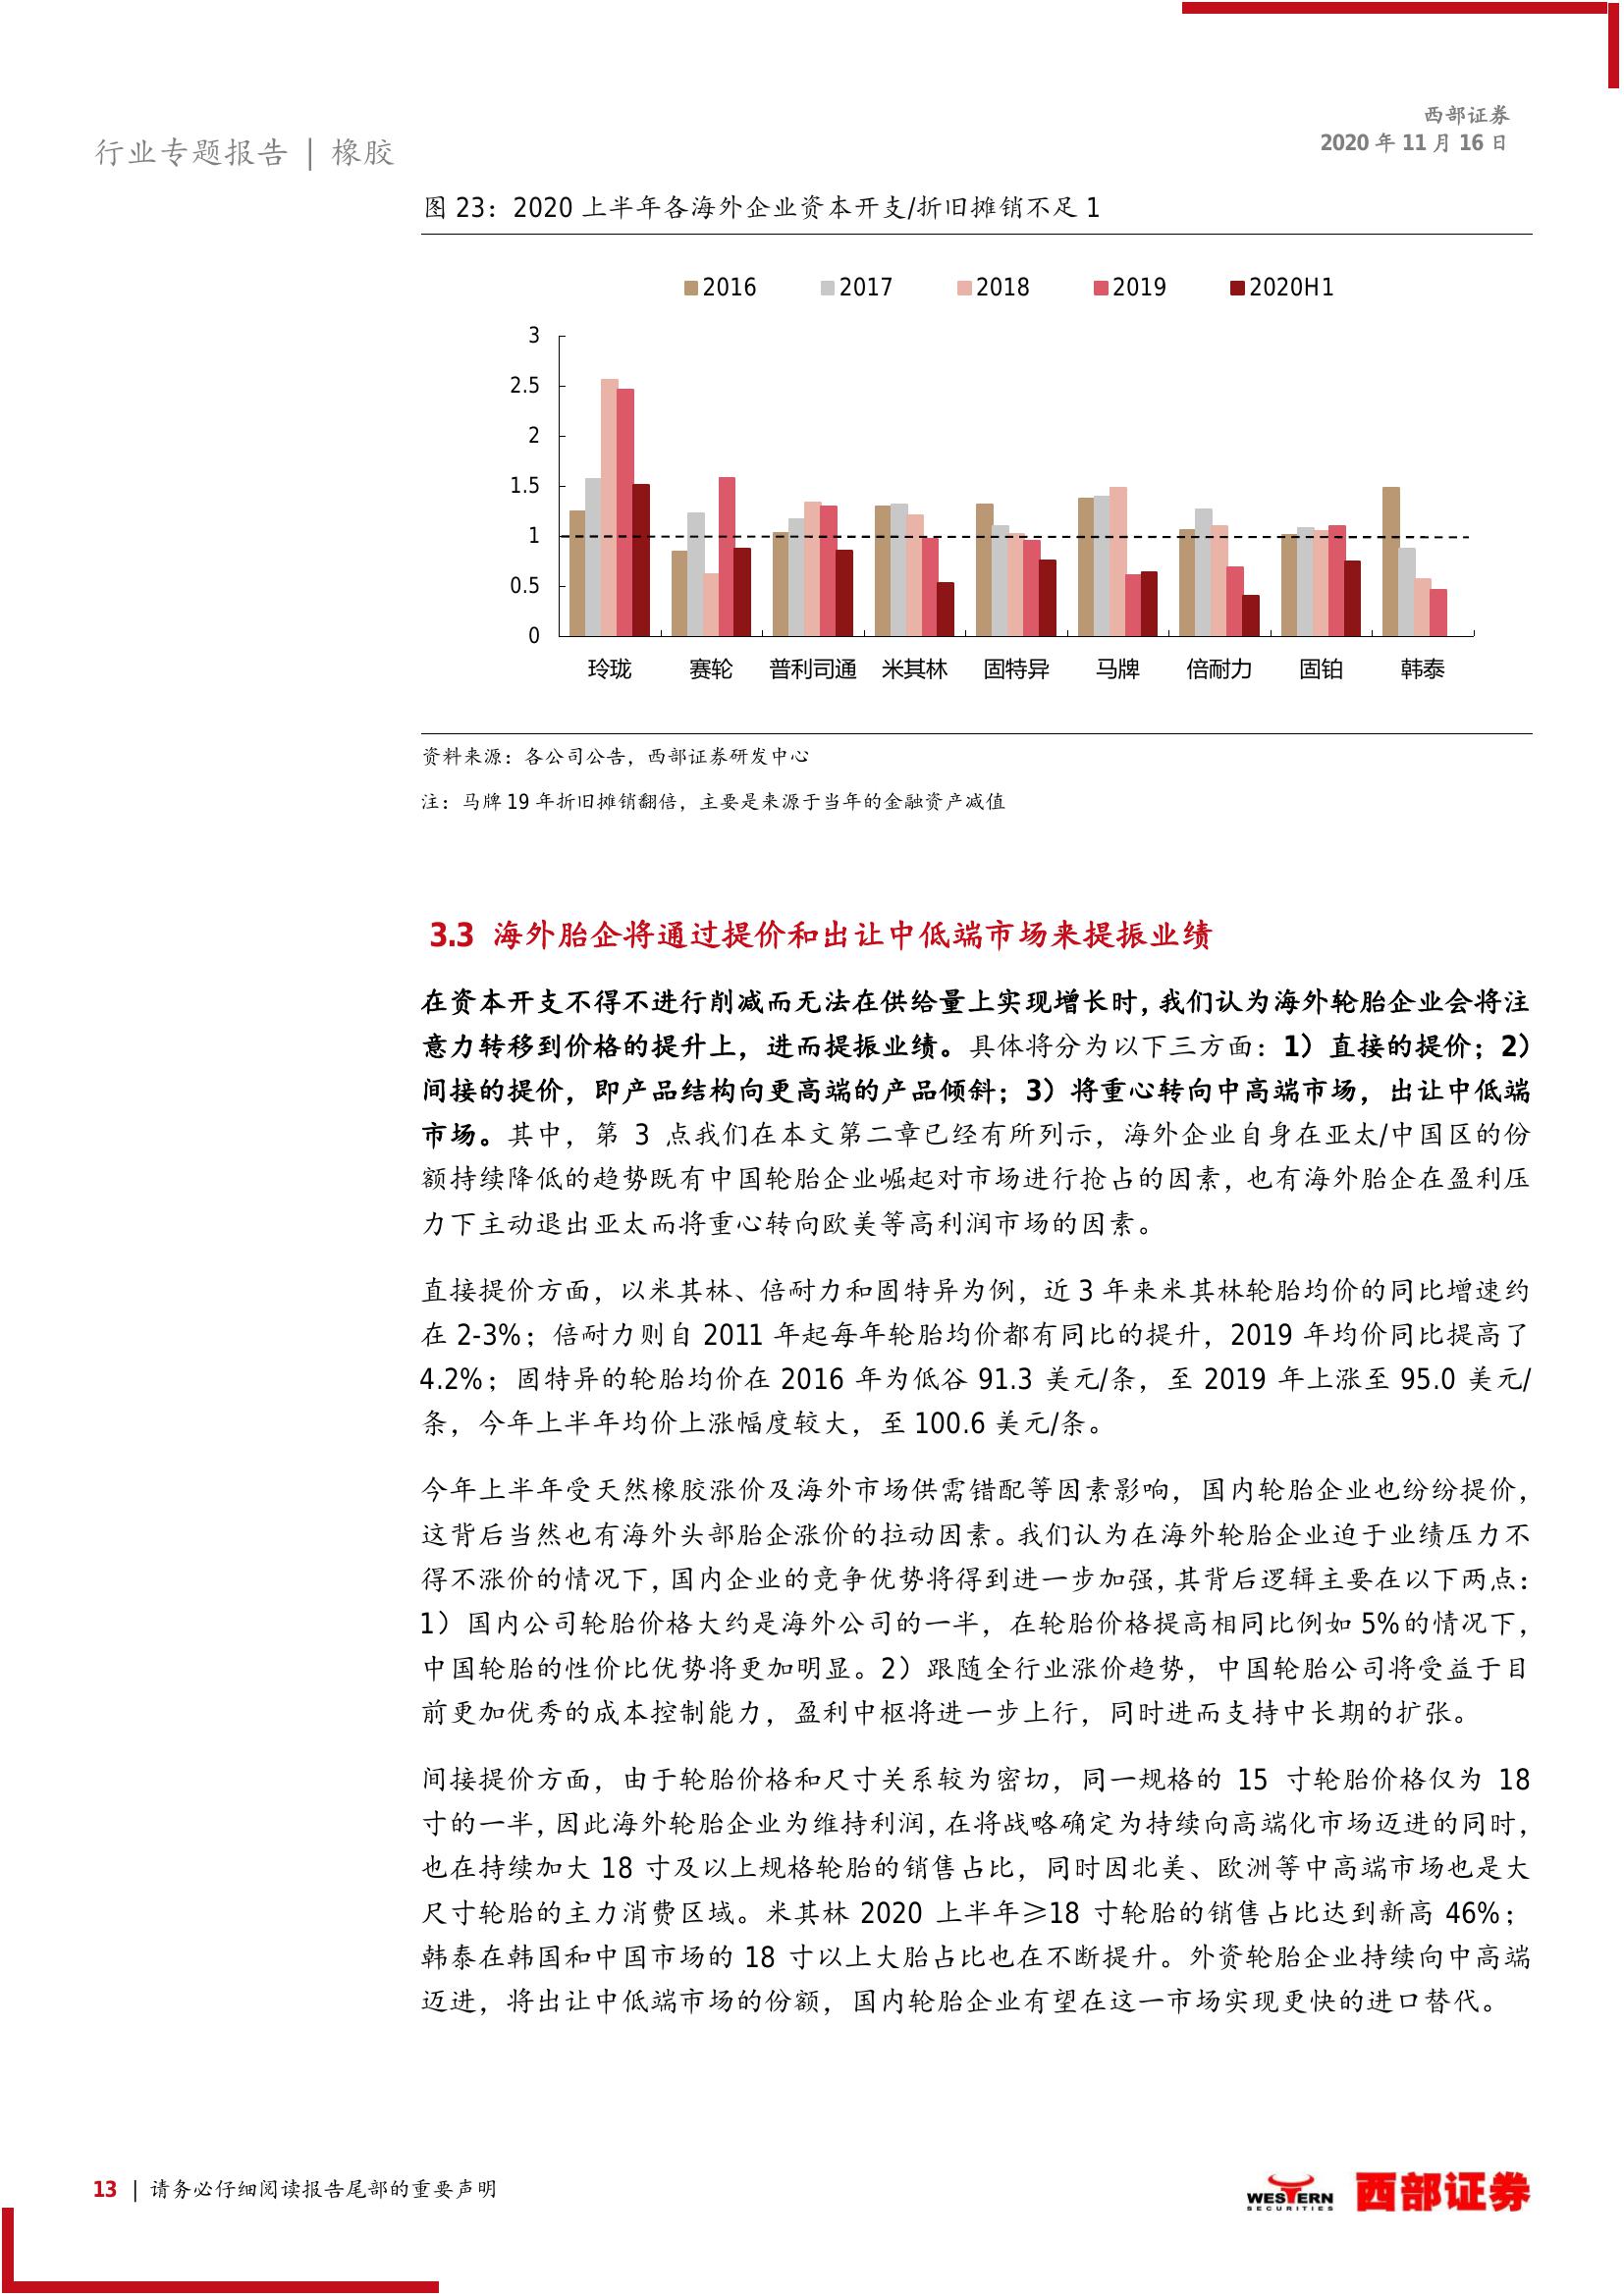 西部证券
2020 年 11 月 16 日
行业专题报告 | 橡胶
图 23：2020 上半年各海外企业资本开支/折旧摊销不足 1
2016 2017 2018 2019 2020H1
3
2.5
2
1.5
1
0.5
0
玲珑 赛轮 普利司通 米其林 固特异 马牌 倍耐力 固铂 韩泰
资料来源：各公司公告，西部证券研发中心
注：马牌 19 年折旧摊销翻倍，主要是来源于当年的金融资产减值
3.3 海外胎企将通过提价和出让中低端市场来提振业绩
在资本开支不得不进行削减而无法在供给量上实现增长时，我们认为海外轮胎企业会将注
意力转移到价格的提升上，进而提振业绩。具体将分为以下三方面：1）直接的提价；2）
间接的提价，即产品结构向更高端的产品倾斜；3）将重心转向中高端市场，出让中低端
市场。其中，第 3 点我们在本文第二章已经有所列示，海外企业自身在亚太/中国区的份
额持续降低的趋势既有中国轮胎企业崛起对市场进行抢占的因素，也有海外胎企在盈利压
力下主动退出亚太而将重心转向欧美等高利润市场的因素。
直接提价方面，以米其林、倍耐力和固特异为例，近 3 年来米其林轮胎均价的同比增速约
在 2-3%；倍耐力则自 2011 年起每年轮胎均价都有同比的提升，2019 年均价同比提高了
4.2%；固特异的轮胎均价在 2016 年为低谷 91.3 美元/条，至 2019 年上涨至 95.0 美元/
条，今年上半年均价上涨幅度较大，至 100.6 美元/条。
今年上半年受天然橡胶涨价及海外市场供需错配等因素影响，国内轮胎企业也纷纷提价，
这背后当然也有海外头部胎企涨价的拉动因素。我们认为在海外轮胎企业迫于业绩压力不
得不涨价的情况下，国内企业的竞争优势将得到进一步加强，其背后逻辑主要在以下两点：
1）国内公司轮胎价格大约是海外公司的一半，在轮胎价格提高相同比例如 5%的情况下，
中国轮胎的性价比优势将更加明显。2）跟随全行业涨价趋势，中国轮胎公司将受益于目
前更加优秀的成本控制能力，盈利中枢将进一步上行，同时进而支持中长期的扩张。
间接提价方面，由于轮胎价格和尺寸关系较为密切，同一规格的 15 寸轮胎价格仅为 18
寸的一半，因此海外轮胎企业为维持利润，在将战略确定为持续向高端化市场迈进的同时，
也在持续加大 18 寸及以上规格轮胎的销售占比，同时因北美、欧洲等中高端市场也是大
尺寸轮胎的主力消费区域。米其林 2020 上半年≥18 寸轮胎的销售占比达到新高 46%；
韩泰在韩国和中国市场的 18 寸以上大胎占比也在不断提升。外资轮胎企业持续向中高端
迈进，将出让中低端市场的份额，国内轮胎企业有望在这一市场实现更快的进口替代。
13 | 请务必仔细阅读报告尾部的重要声明
WESTERN
SECURITIES
西部证券